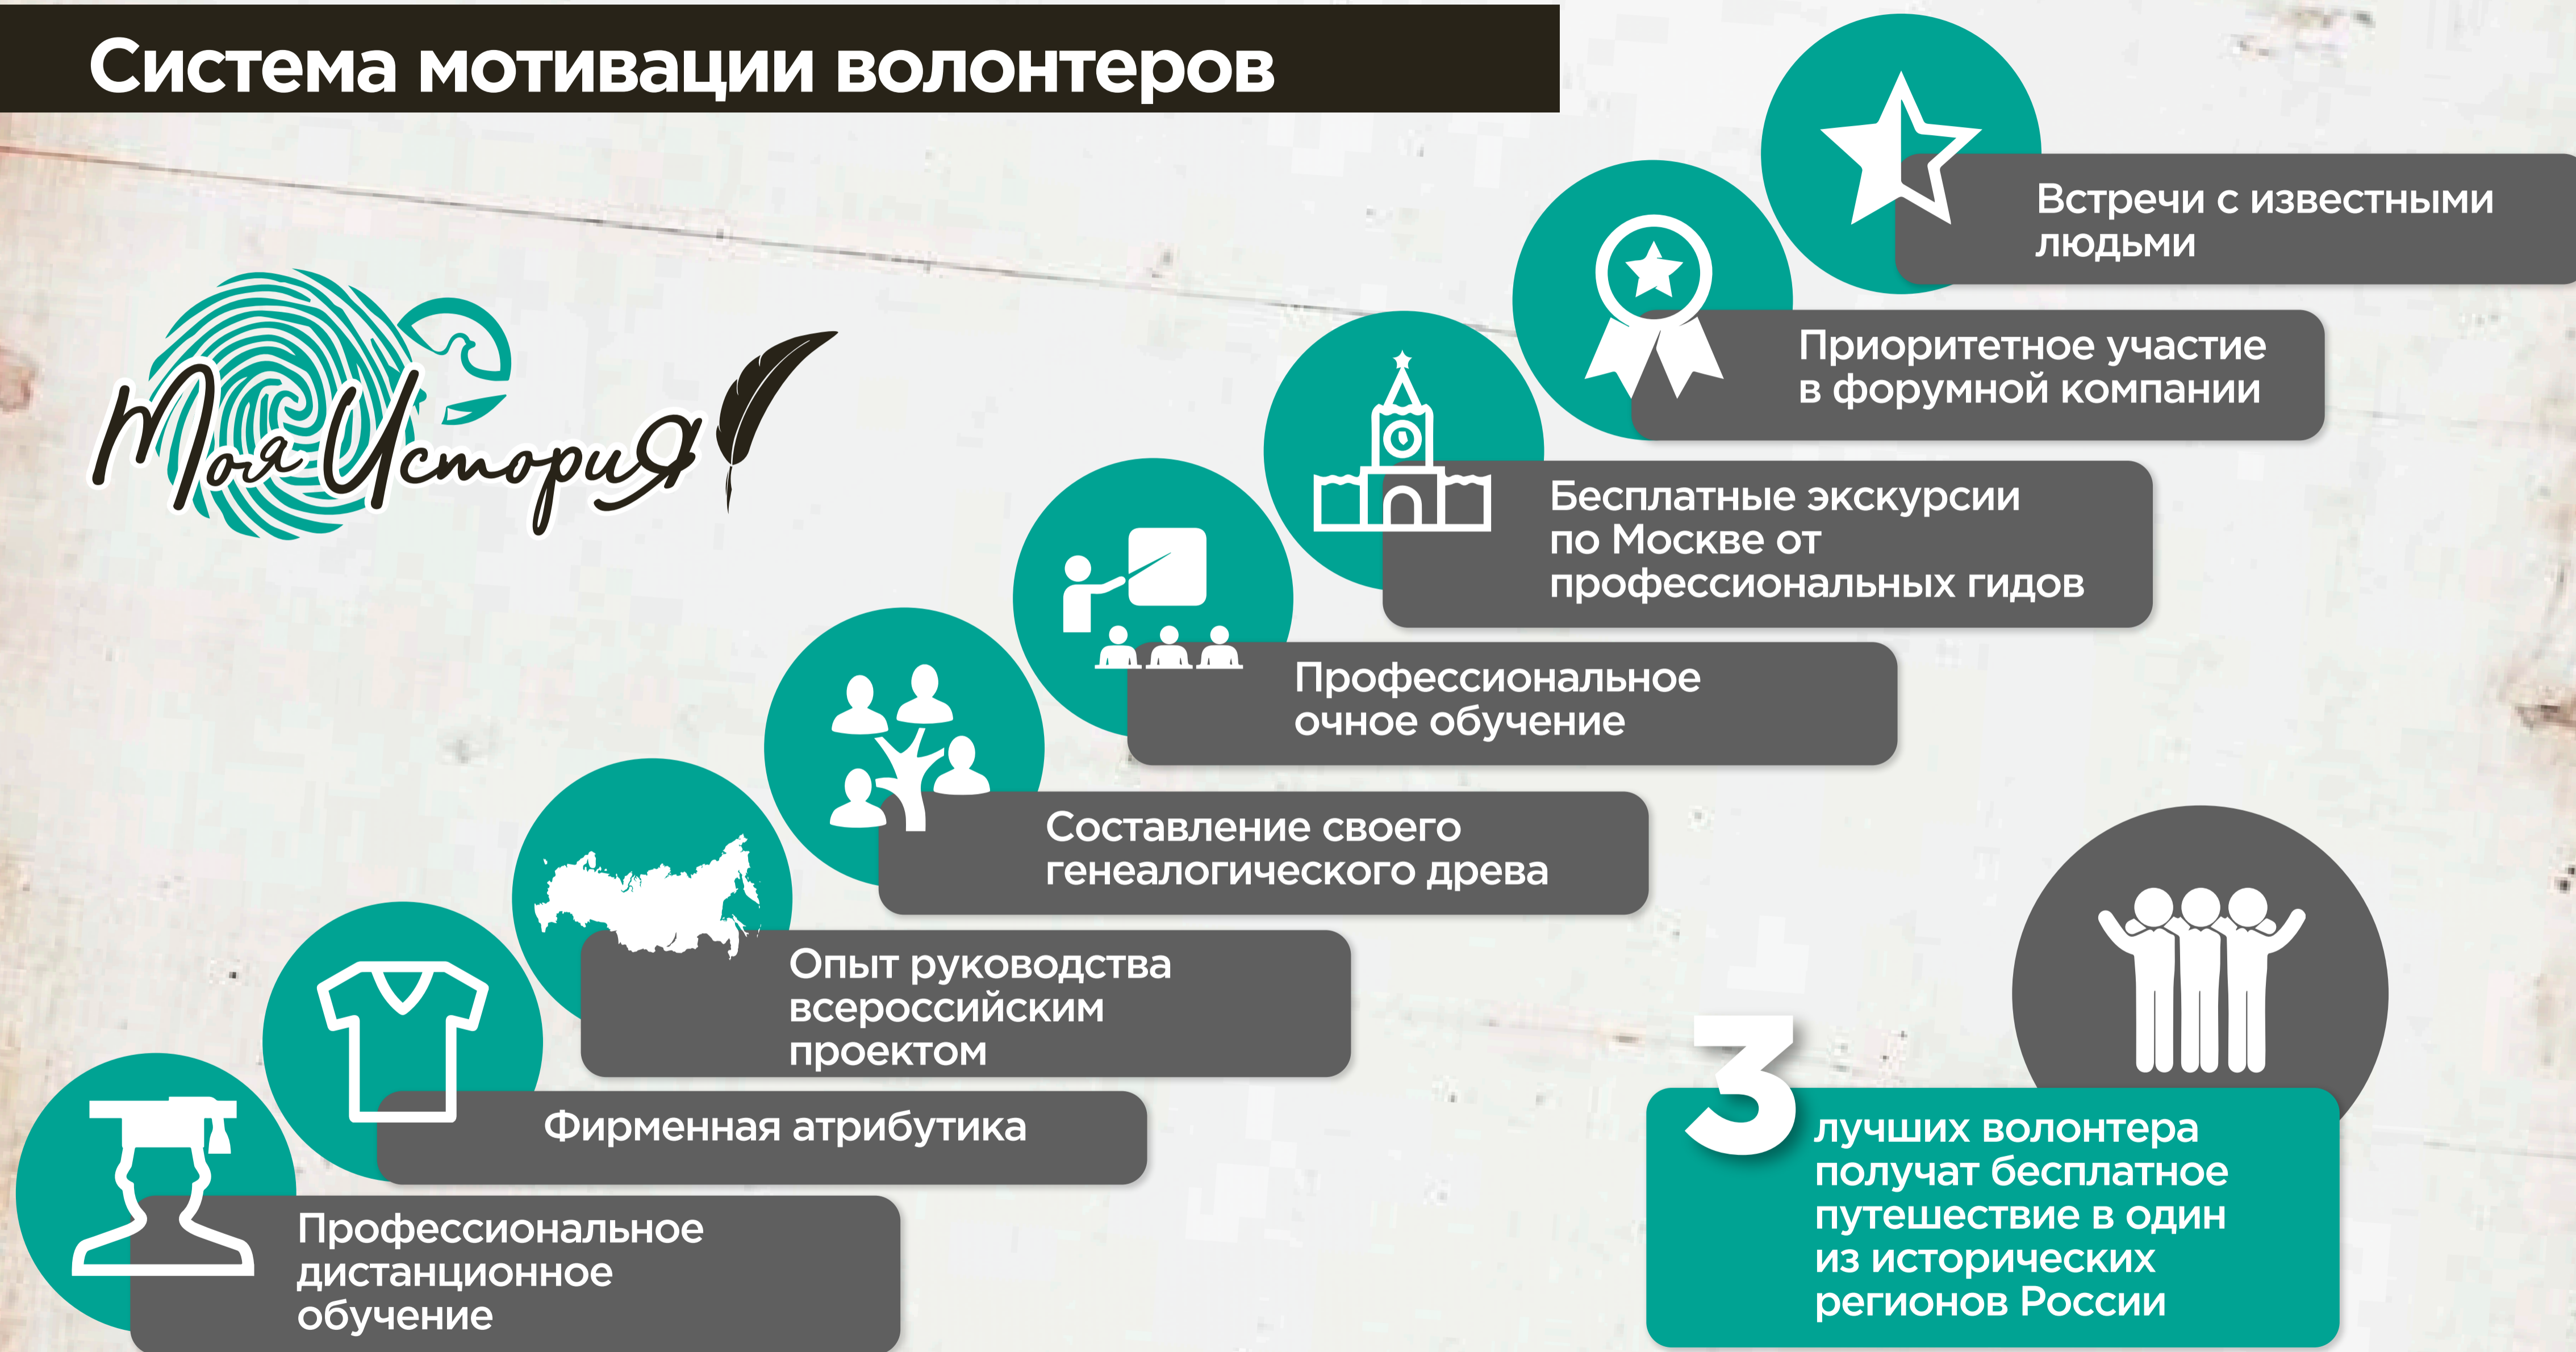 Система мотивации волонтеров
Моя История
Встречи с известными
людьми
Приоритетное участие
в форумной компании
Бесплатные экскурсии
по Москве от
профессиональных гидов
Профессиональное
очное обучение
Составление своего
генеалогического древа
Опыт руководства
всероссийским
проектом
Фирменная атрибутика
Профессиональное
дистанционное
обучение
3 лучших волонтера
получат бесплатное
путешествие в один
из исторических
регионов России